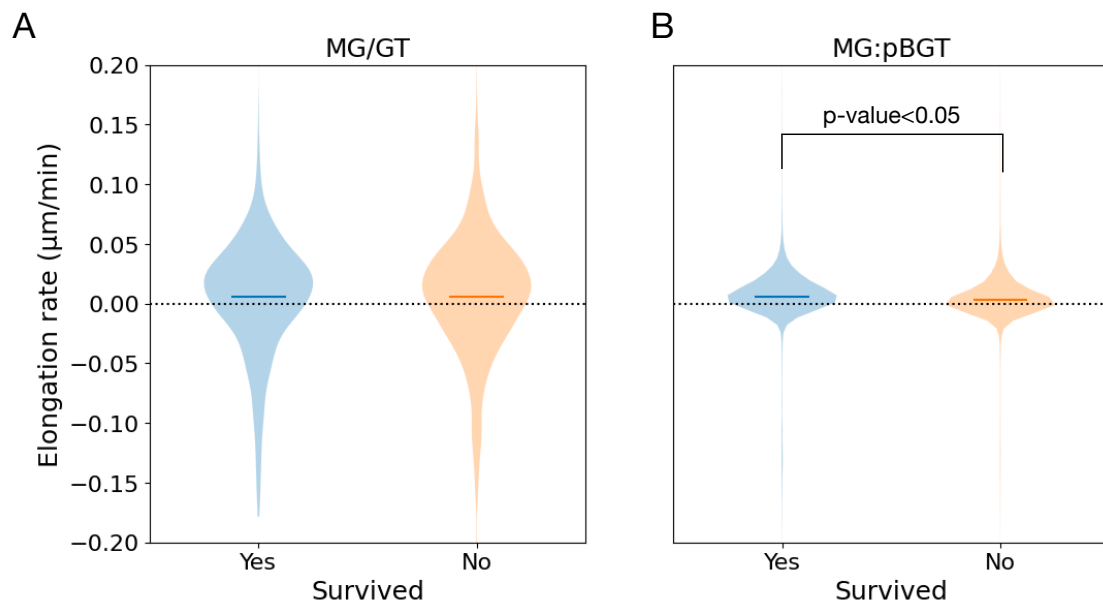 A
B
MG/GT
MG:pBGT
0.20
0.15
0.10
0.05
0.00
−0.05
−0.10
−0.15
−0.20
Elongation rate (μm/min)
p-value<0.05
Yes
No
Yes
No
Survived
Survived